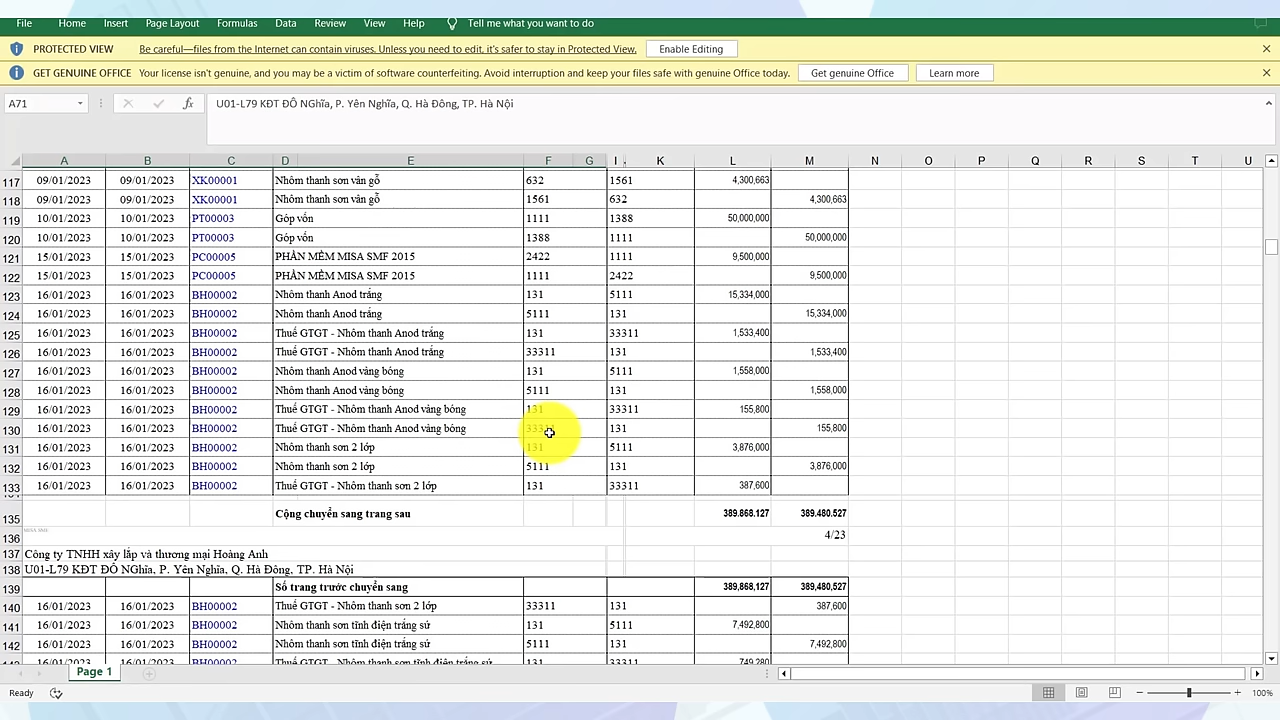 File Home Insert Page Layout Formulas Data Review View Help Tell me what you want to do
PROTECTED VIEW Be careful—files from the Internet can contain viruses. Unless you need to edit, it's safer to stay in Protected View. Enable Editing
GET GENUINE OFFICE Your license isn't genuine, and you may be a victim of software counterfeiting. Avoid interruption and keep your files safe with genuine Office today. Get genuine Office Learn more
A71 fx U01-L79 KĐT ĐÔ NGhĩa, P. Yên Nghĩa, Q. Hà Đông, TP. Hà Nội
A B C D E F G I K L M N O P Q R S T U
117 09/01/2023 09/01/2023 XK00001 Nhôm thanh sơn vân gỗ 632 1561 4,300,663
118 09/01/2023 09/01/2023 XK00001 Nhôm thanh sơn vân gỗ 1561 632 4,300,663
119 10/01/2023 10/01/2023 PT00003 Góp vốn 1111 1388 50,000,000
120 10/01/2023 10/01/2023 PT00003 Góp vốn 1388 1111 50,000,000
121 15/01/2023 15/01/2023 PC00005 PHẦN MỀM MISA SMF 2015 2422 1111 9,500,000
122 15/01/2023 15/01/2023 PC00005 PHẦN MỀM MISA SMF 2015 1111 2422 9,500,000
123 16/01/2023 16/01/2023 BH00002 Nhôm thanh Anod trắng 131 5111 15,334,000
124 16/01/2023 16/01/2023 BH00002 Nhôm thanh Anod trắng 5111 131 15,334,000
125 16/01/2023 16/01/2023 BH00002 Thuế GTGT - Nhôm thanh Anod trắng 131 33311 1,533,400
126 16/01/2023 16/01/2023 BH00002 Thuế GTGT - Nhôm thanh Anod trắng 33311 131 1,533,400
127 16/01/2023 16/01/2023 BH00002 Nhôm thanh Anod vàng bóng 131 5111 1,558,000
128 16/01/2023 16/01/2023 BH00002 Nhôm thanh Anod vàng bóng 5111 131 1,558,000
129 16/01/2023 16/01/2023 BH00002 Thuế GTGT - Nhôm thanh Anod vàng bóng 131 33311 155,800
130 16/01/2023 16/01/2023 BH00002 Thuế GTGT - Nhôm thanh Anod vàng bóng 33311 131 155,800
131 16/01/2023 16/01/2023 BH00002 Nhôm thanh sơn 2 lớp 131 5111 3,876,000
132 16/01/2023 16/01/2023 BH00002 Nhôm thanh sơn 2 lớp 5111 131 3,876,000
133 16/01/2023 16/01/2023 BH00002 Thuế GTGT - Nhôm thanh sơn 2 lớp 131 33311 387,600
135 Cộng chuyển sang trang sau 389.868.127 389.480.527
136 MISA SME 4/23
137 Công ty TNHH xây lắp và thương mại Hoàng Anh
138 U01-L79 KĐT ĐÔ NGhĩa, P. Yên Nghĩa, Q. Hà Đông, TP. Hà Nội
139 Số trang trước chuyển sang 389,868,127 389,480,527
140 16/01/2023 16/01/2023 BH00002 Thuế GTGT - Nhôm thanh sơn 2 lớp 33311 131 387,600
141 16/01/2023 16/01/2023 BH00002 Nhôm thanh sơn tĩnh điện trắng sứ 131 5111 7,492,800
142 16/01/2023 16/01/2023 BH00002 Nhôm thanh sơn tĩnh điện trắng sứ 5111 131 7,492,800
16/01/2023 16/01/2023 BH00002 Thuế GTGT - Nhôm thanh sơn tĩnh điện trắng sứ 131 33311 749,280
Page 1
Ready 100%